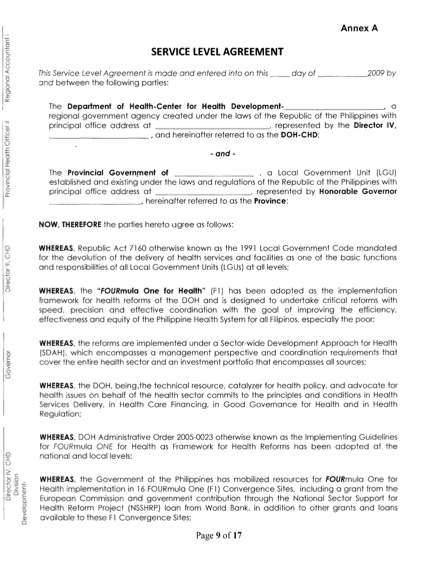 Annex A
SERVICE LEVEL AGREEMENT
This Service Level Agreement is made and entered into on this ____ day of ___________2009 by
and between the following parties:
The Department of Health-Center for Health Development-______________________, a
regional government agency created under the laws of the Republic of the Philippines with
principal office address at _________________________, represented by the Director IV,
______________________, and hereinafter referred to as the DOH-CHD;
- and -
The Provincial Government of __________________, a Local Government Unit (LGU)
established and existing under the laws and regulations of the Republic of the Philippines with
principal office address at _____________________, represented by Honorable Governor
____________________, hereinafter referred to as the Province;
NOW, THEREFORE the parties hereto agree as follows:
WHEREAS, Republic Act 7160 otherwise known as the 1991 Local Government Code mandated
for the devolution of the delivery of health services and facilities as one of the basic functions
and responsibilities of all Local Government Units (LGUs) at all levels;
WHEREAS, the "FOURmula One for Health" (F1) has been adopted as the implementation
framework for health reforms of the DOH and is designed to undertake critical reforms with
speed, precision and effective coordination with the goal of improving the efficiency,
effectiveness and equity of the Philippine Health System for all Filipinos, especially the poor;
WHEREAS, the reforms are implemented under a Sector-wide Development Approach for Health
(SDAH), which encompasses a management perspective and coordination requirements that
cover the entire health sector and an investment portfolio that encompasses all sources;
WHEREAS, the DOH, being the technical resource, catalyzer for health policy, and advocate for
health issues on behalf of the health sector commits to the principles and conditions in Health
Services Delivery, in Health Care Financing, in Good Governance for Health and in Health
Regulation;
WHEREAS, DOH Administrative Order 2005-0023 otherwise known as the Implementing Guidelines
for FOURmula ONE for Health as Framework for Health Reforms has been adopted at the
national and local levels;
WHEREAS, the Government of the Philippines has mobilized resources for FOURmula One for
Health implementation in 16 FOURmula One (F1) Convergence Sites, including a grant from the
European Commission and government contribution through the National Sector Support for
Health Reform Project (NSSHRP) loan from World Bank, in addition to other grants and loans
available to these F1 Convergence Sites;
Page 9 of 17
Regional Accountant I
Provincial Health Officer II
Director III, CHD
Governor
Director IV, CHD
Division
Development-